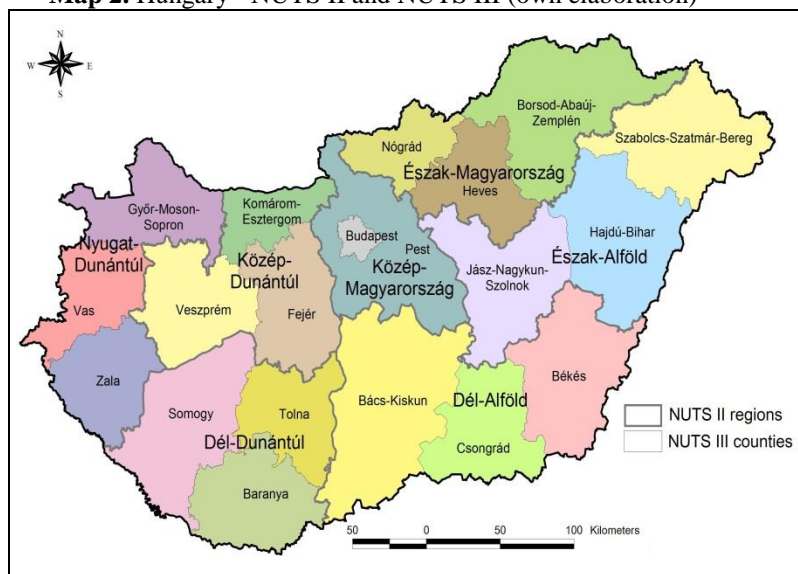 Map 2. Hungary - NUTS II and NUTS III (own elaboration)
N
W E
S
Borsod-Abaúj-
Zemplén
Szabolcs-Szatmár-Bereg
Nógrád
Észak-Magyarország
Heves
Győr-Moson-
Sopron
Komárom-
Esztergom
Budapest
Pest
Hajdú-Bihar
Észak-Alföld
Nyugat-
Dunántúl
Közép-
Dunántúl
Közép-
Magyarország
Jász-Nagykun-
Szolnok
Vas
Veszprém
Fejér
Zala
Somogy
Tolna
Bács-Kiskun
Dél-Alföld
Békés
Dél-Dunántúl
Csongrád
Baranya
NUTS II regions
NUTS III counties
50 0 50 100 Kilometers